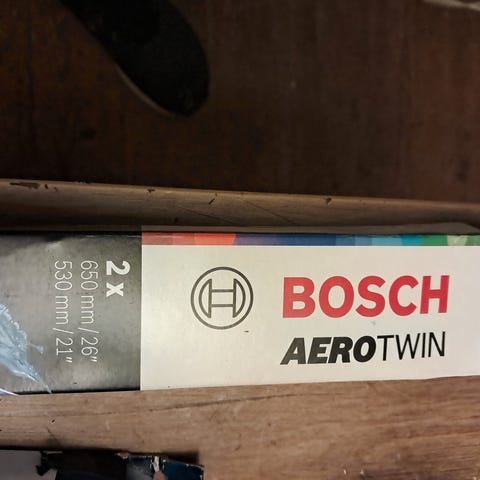 2 x
650 mm / 26"
530 mm / 21"
BOSCH
AEROTWIN